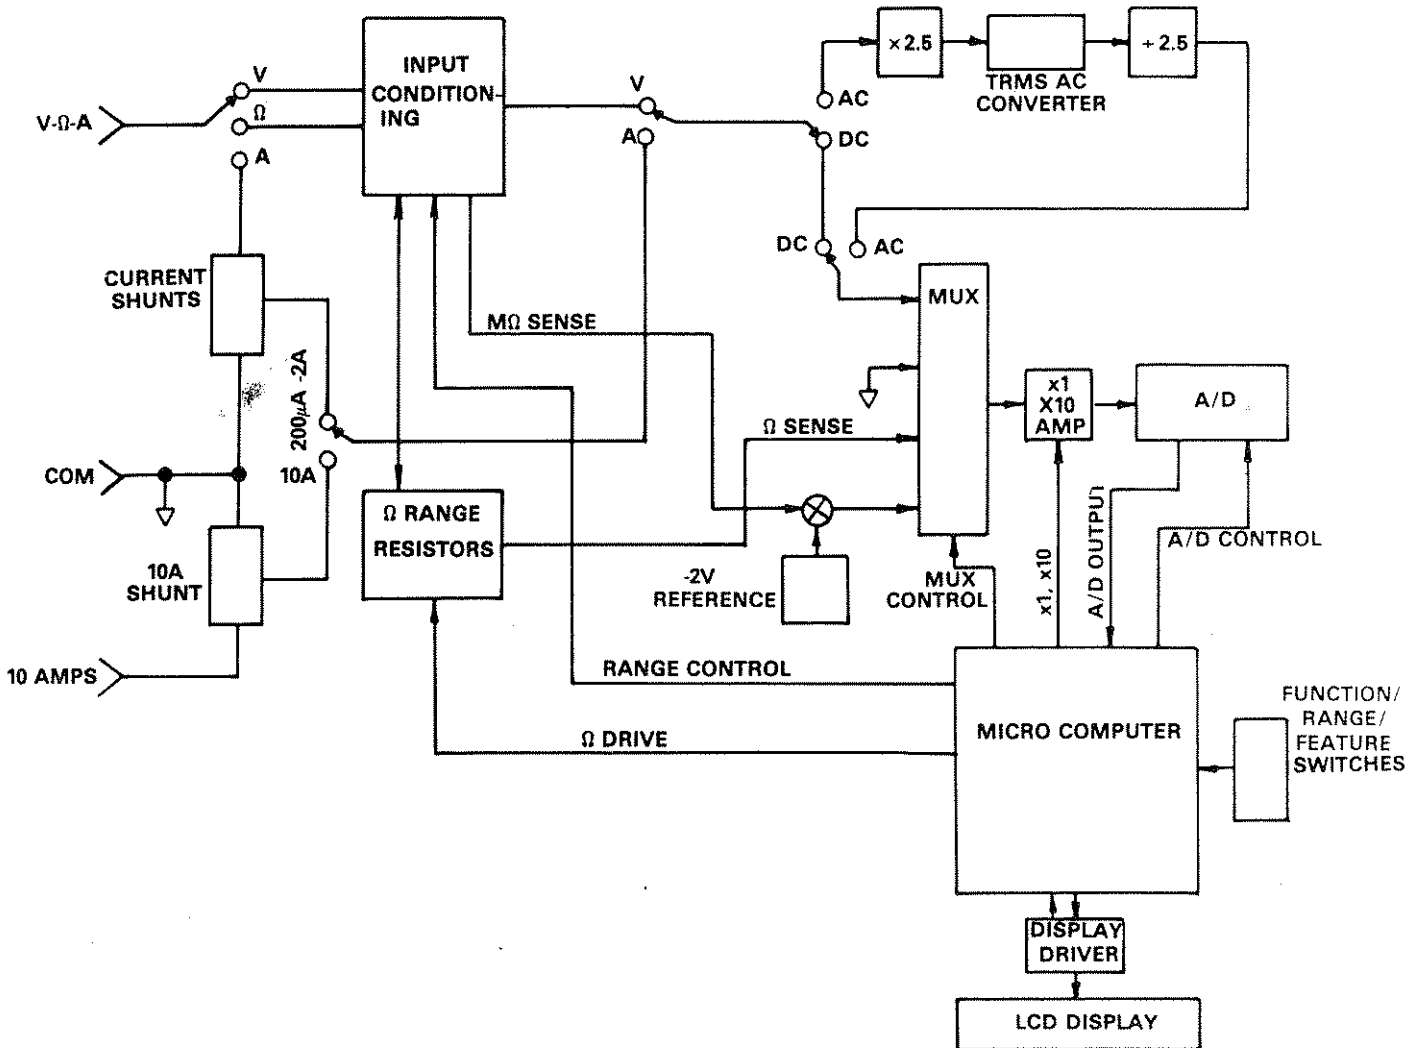 × 2.5
÷ 2.5
TRMS AC
CONVERTER
INPUT
CONDITION-
ING
V
Ω
A
V-Ω-A
V
A
AC
DC
DC
AC
CURRENT
SHUNTS
MUX
MΩ SENSE
200μA -2A
x1
X10
AMP
A/D
Ω SENSE
COM
10A
Ω RANGE
RESISTORS
10A
SHUNT
-2V
REFERENCE
MUX
CONTROL
x1, x10
A/D OUTPUT
A/D CONTROL
10 AMPS
RANGE CONTROL
Ω DRIVE
MICRO COMPUTER
FUNCTION/
RANGE/
FEATURE
SWITCHES
DISPLAY
DRIVER
LCD DISPLAY